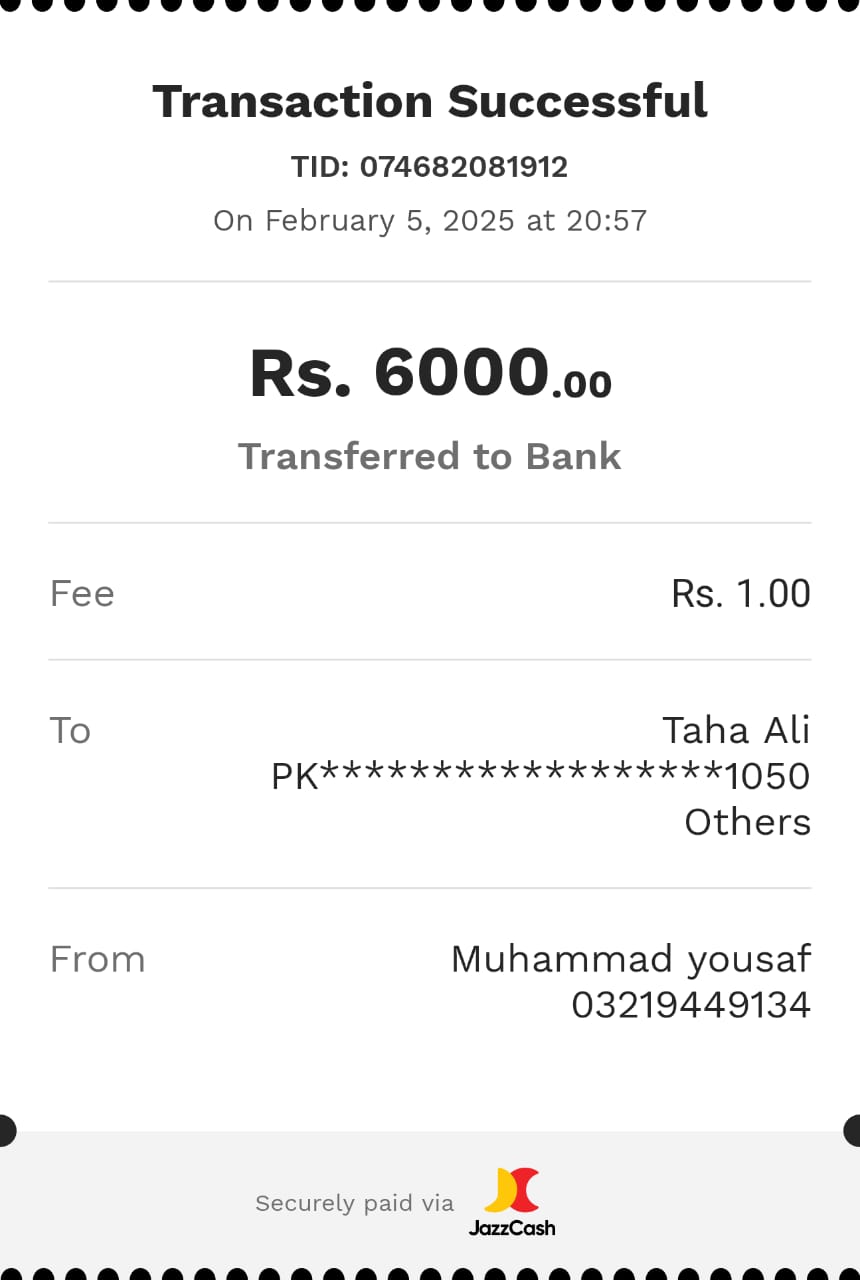 Transaction Successful
TID: 074682081912
On February 5, 2025 at 20:57
Rs. 6000.00
Transferred to Bank
Fee
Rs. 1.00
To
Taha Ali
PK******************1050
Others
From
Muhammad yousaf
03219449134
Securely paid via
JazzCash